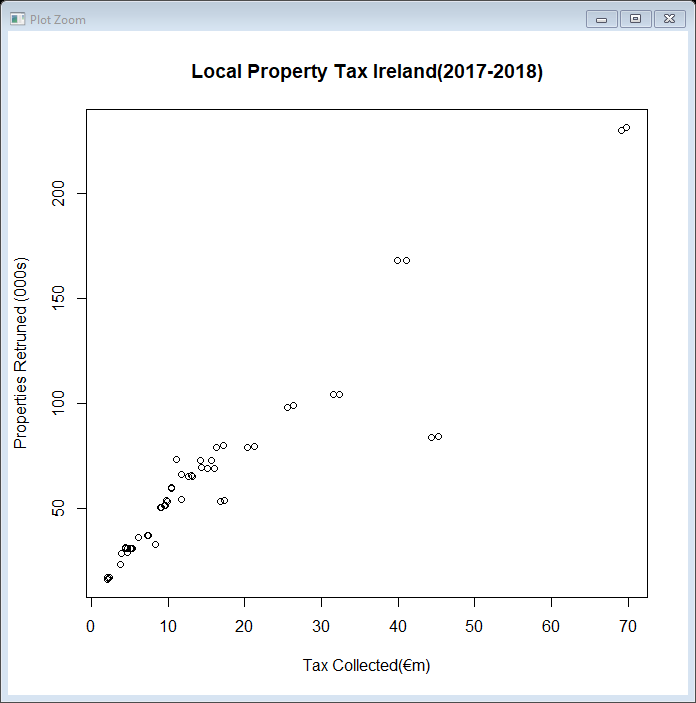 Plot Zoom
Local Property Tax Ireland(2017-2018)
Properties Retruned (000s)
200
150
100
50
0 10 20 30 40 50 60 70
Tax Collected(€m)